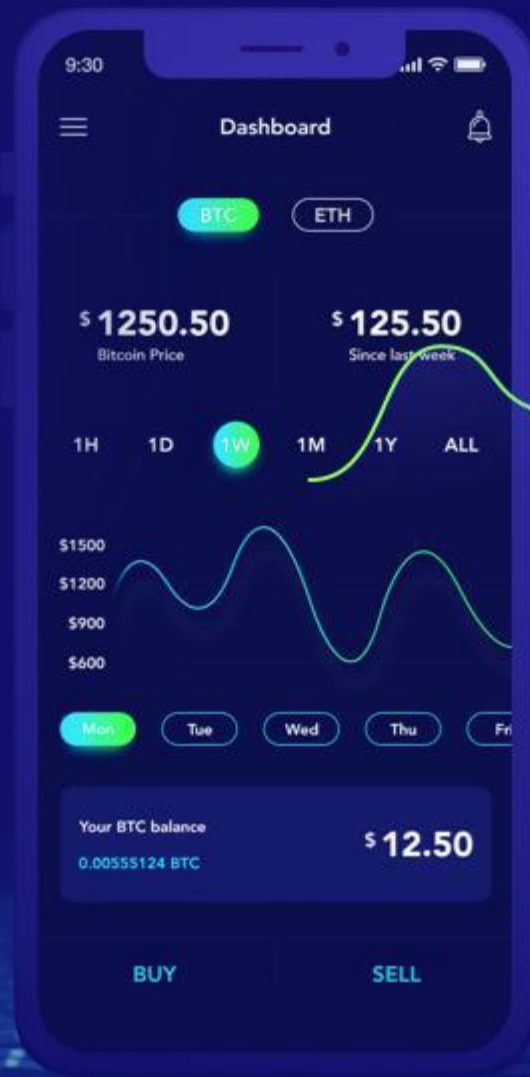 9:30
Dashboard
BTC ETH
$1250.50 $125.50
Bitcoin Price Since last week
1H 1D 1W 1M 1Y ALL
$1500
$1200
$900
$600
Mon Tue Wed Thu Fri
Your BTC balance
$12.50
0.00555124 BTC
BUY SELL